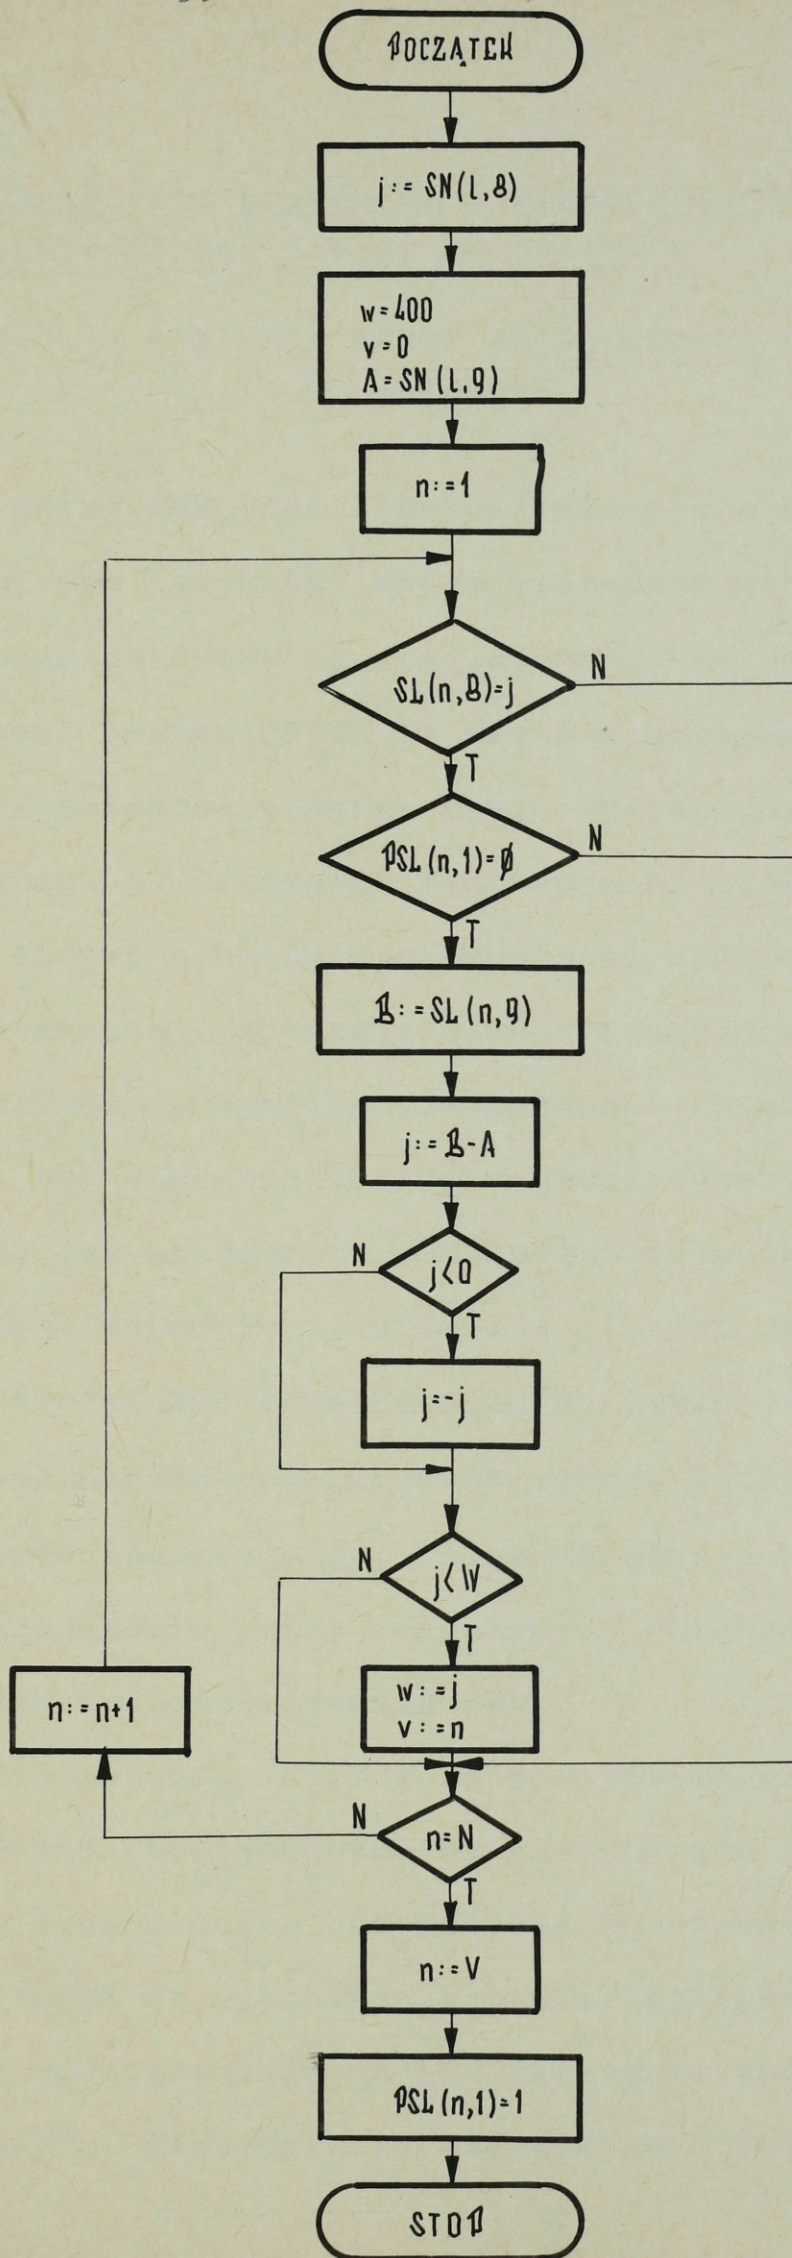 POCZĄTEK
j:= SN(l,8)
w=400
v=0
A=SN(l,9)
n:=1
SL(n,8)=j
N
T
PSL(n,1)=ø
N
T
B:=SL(n,9)
j:=B-A
N
j<0
T
j=-j
N
j<W
T
w:=j
v:=n
n:=n+1
N
n=N
T
n:=V
PSL(n,1)=1
STOP